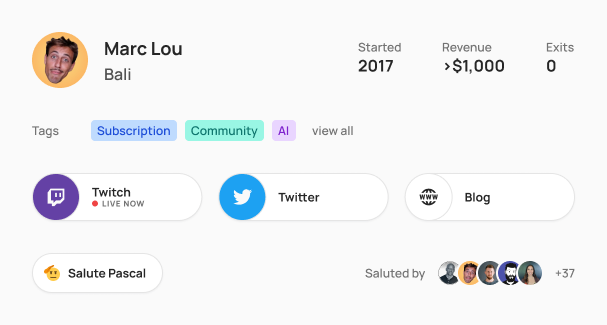 Marc Lou
Bali
Started
2017
Revenue
>$1,000
Exits
0
Tags
Subscription
Community
AI
view all
Twitch
LIVE NOW
Twitter
WWW
Blog
Salute Pascal
Saluted by
+37